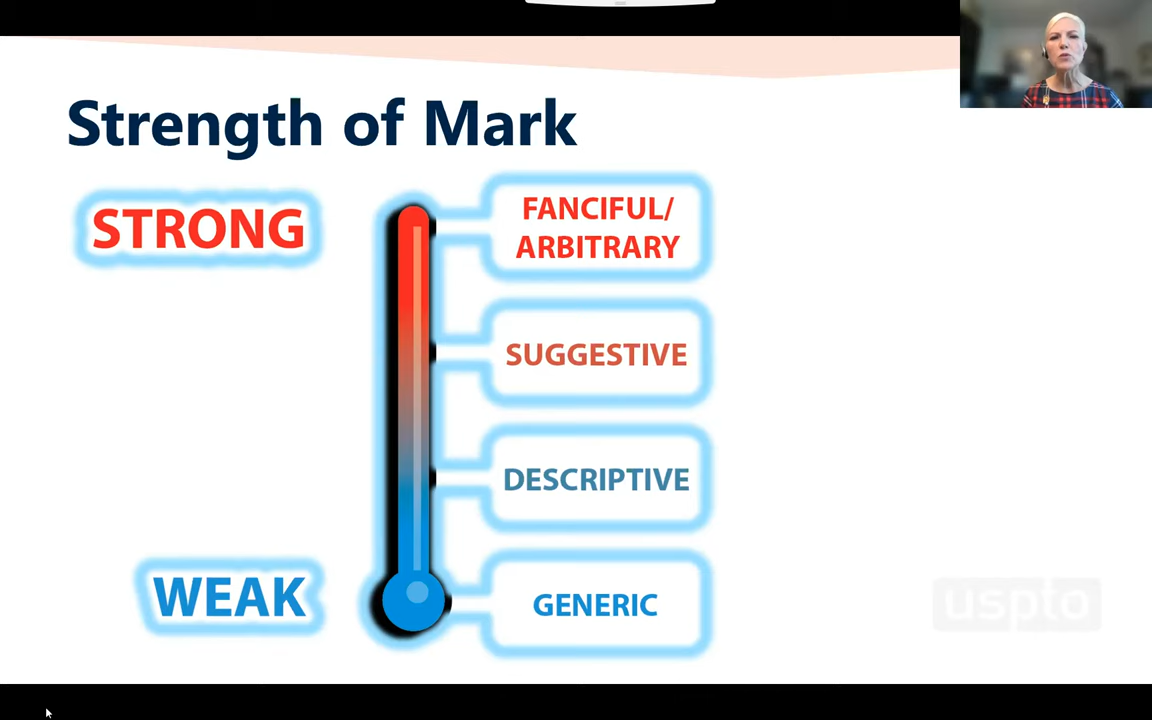 Strength of Mark
STRONG
FANCIFUL/
ARBITRARY
SUGGESTIVE
DESCRIPTIVE
WEAK
GENERIC
uspto